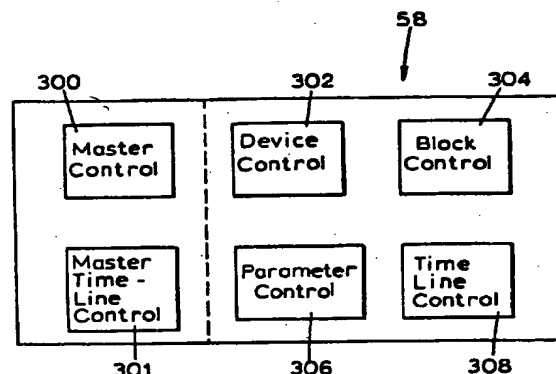 58
300
302
304
Master
Control
Device
Control
Block
Control
Master
Time -
Line
Control
Parameter
Control
Time
Line
Control
301
306
308